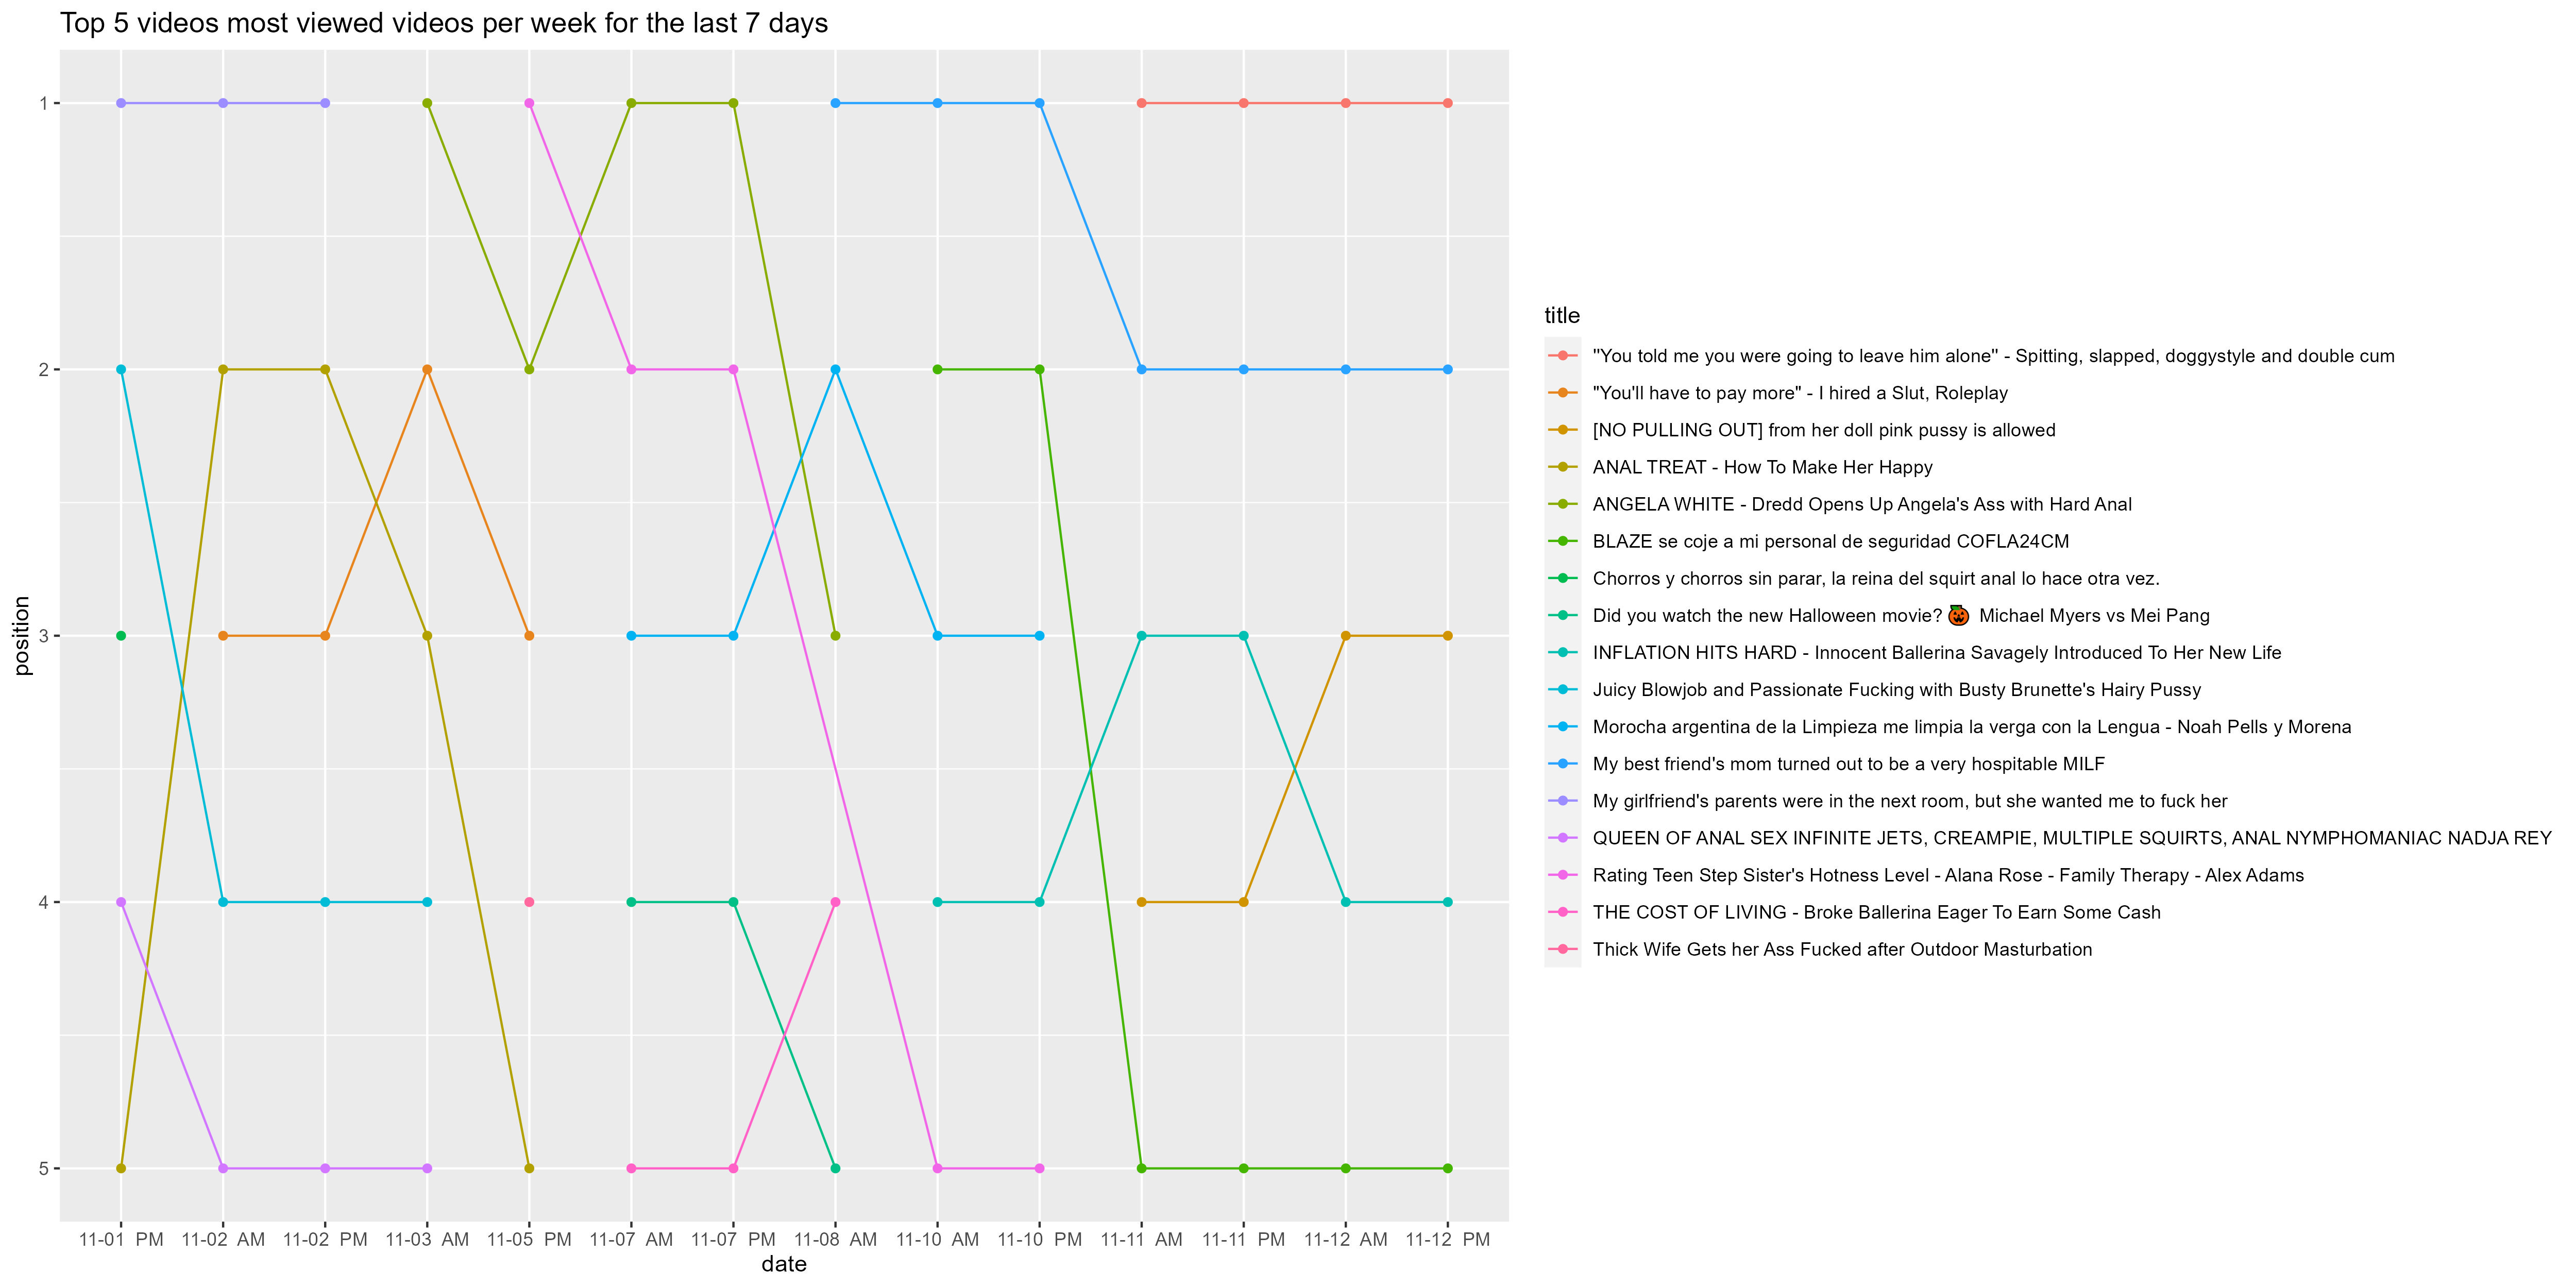 Top 5 videos most viewed videos per week for the last 7 days
position
1
2
3
4
5
11-01 PM 11-02 AM 11-02 PM 11-03 AM 11-05 PM 11-07 AM 11-07 PM 11-08 AM 11-10 AM 11-10 PM 11-11 AM 11-11 PM 11-12 AM 11-12 PM
date
title
"You told me you were going to leave him alone" - Spitting, slapped, doggystyle and double cum
"You'll have to pay more" - I hired a Slut, Roleplay
[NO PULLING OUT] from her doll pink pussy is allowed
ANAL TREAT - How To Make Her Happy
ANGELA WHITE - Dredd Opens Up Angela's Ass with Hard Anal
BLAZE se coje a mi personal de seguridad COFLA24CM
Chorros y chorros sin parar, la reina del squirt anal lo hace otra vez.
Did you watch the new Halloween movie? 🎃 Michael Myers vs Mei Pang
INFLATION HITS HARD - Innocent Ballerina Savagely Introduced To Her New Life
Juicy Blowjob and Passionate Fucking with Busty Brunette's Hairy Pussy
Morocha argentina de la Limpieza me limpia la verga con la Lengua - Noah Pells y Morena
My best friend's mom turned out to be a very hospitable MILF
My girlfriend's parents were in the next room, but she wanted me to fuck her
QUEEN OF ANAL SEX INFINITE JETS, CREAMPIE, MULTIPLE SQUIRTS, ANAL NYMPHOMANIAC NADJA REY
Rating Teen Step Sister's Hotness Level - Alana Rose - Family Therapy - Alex Adams
THE COST OF LIVING - Broke Ballerina Eager To Earn Some Cash
Thick Wife Gets her Ass Fucked after Outdoor Masturbation